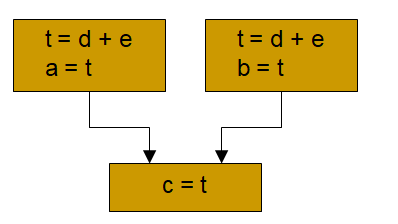 t = d + e
a = t
t = d + e
b = t
c = t